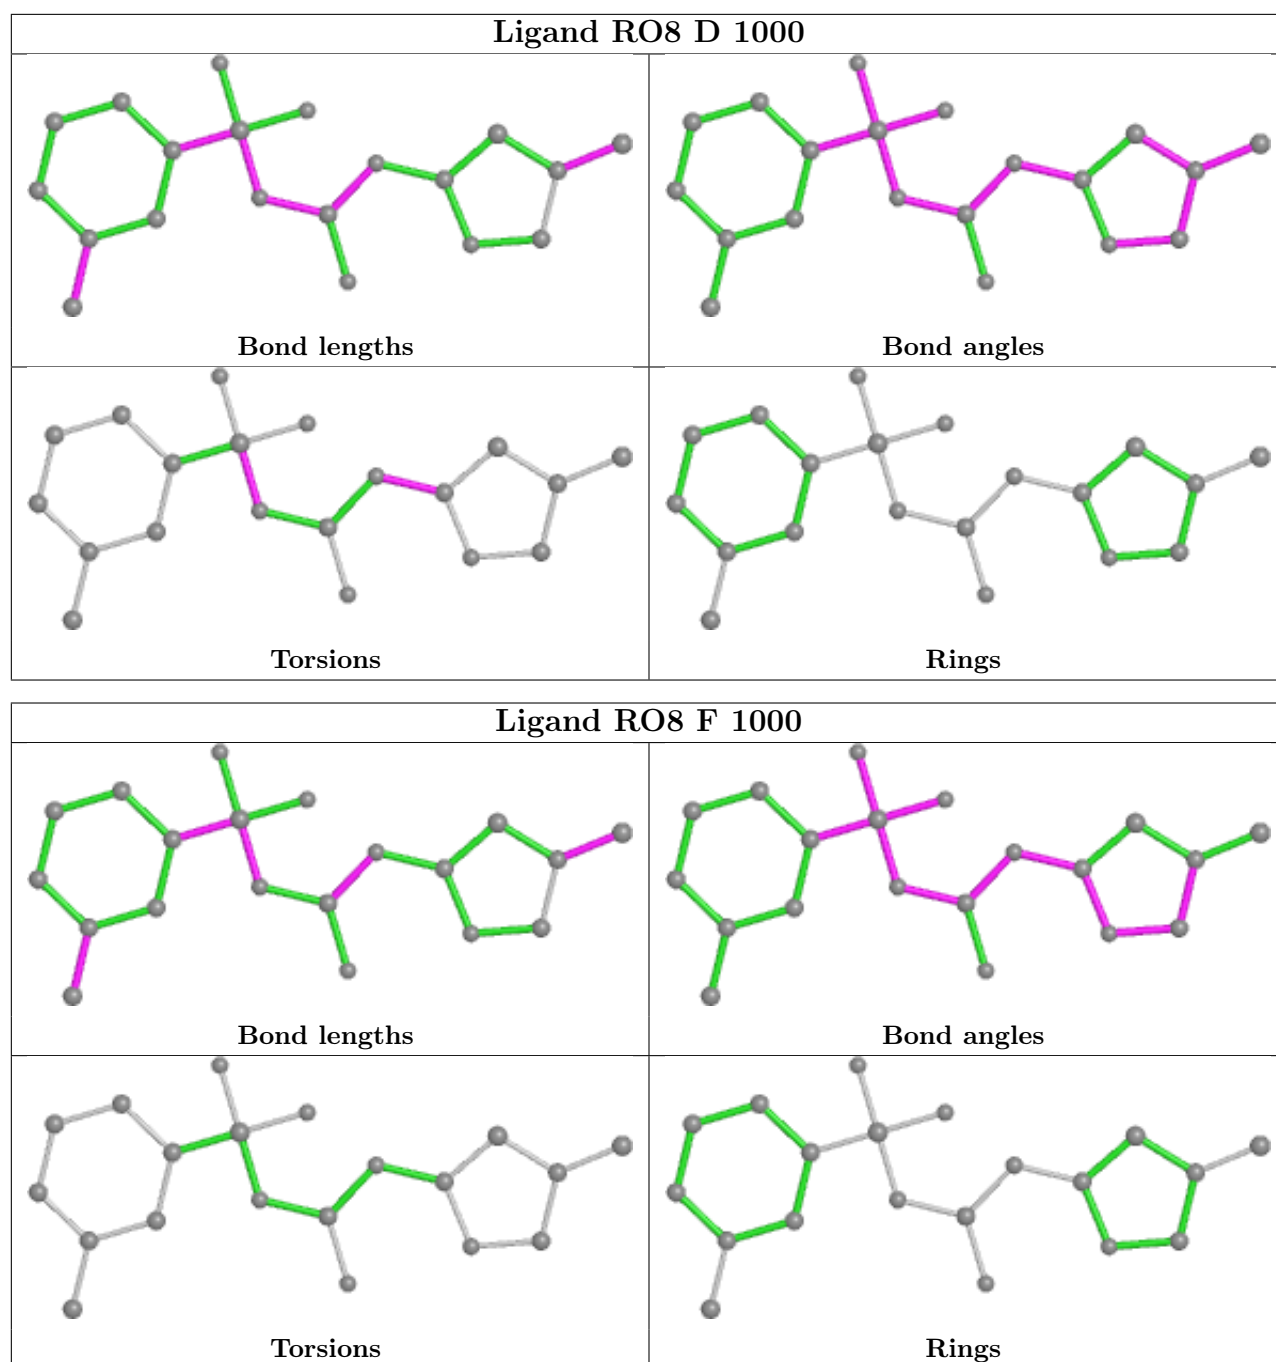 Ligand RO8 D 1000
Bond lengths
Bond angles
Torsions
Rings
Ligand RO8 F 1000
Bond lengths
Bond angles
Torsions
Rings